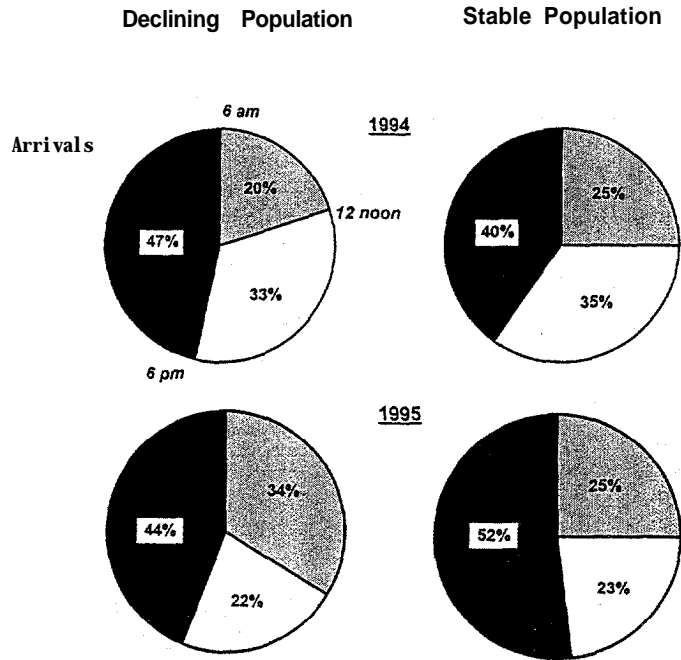 Declining Population Stable Population
6 am 1994
Arrivals
20% 25%
12 noon
47% 40%
33% 35%
6 pm
1995
34% 25%
44% 52%
22% 23%